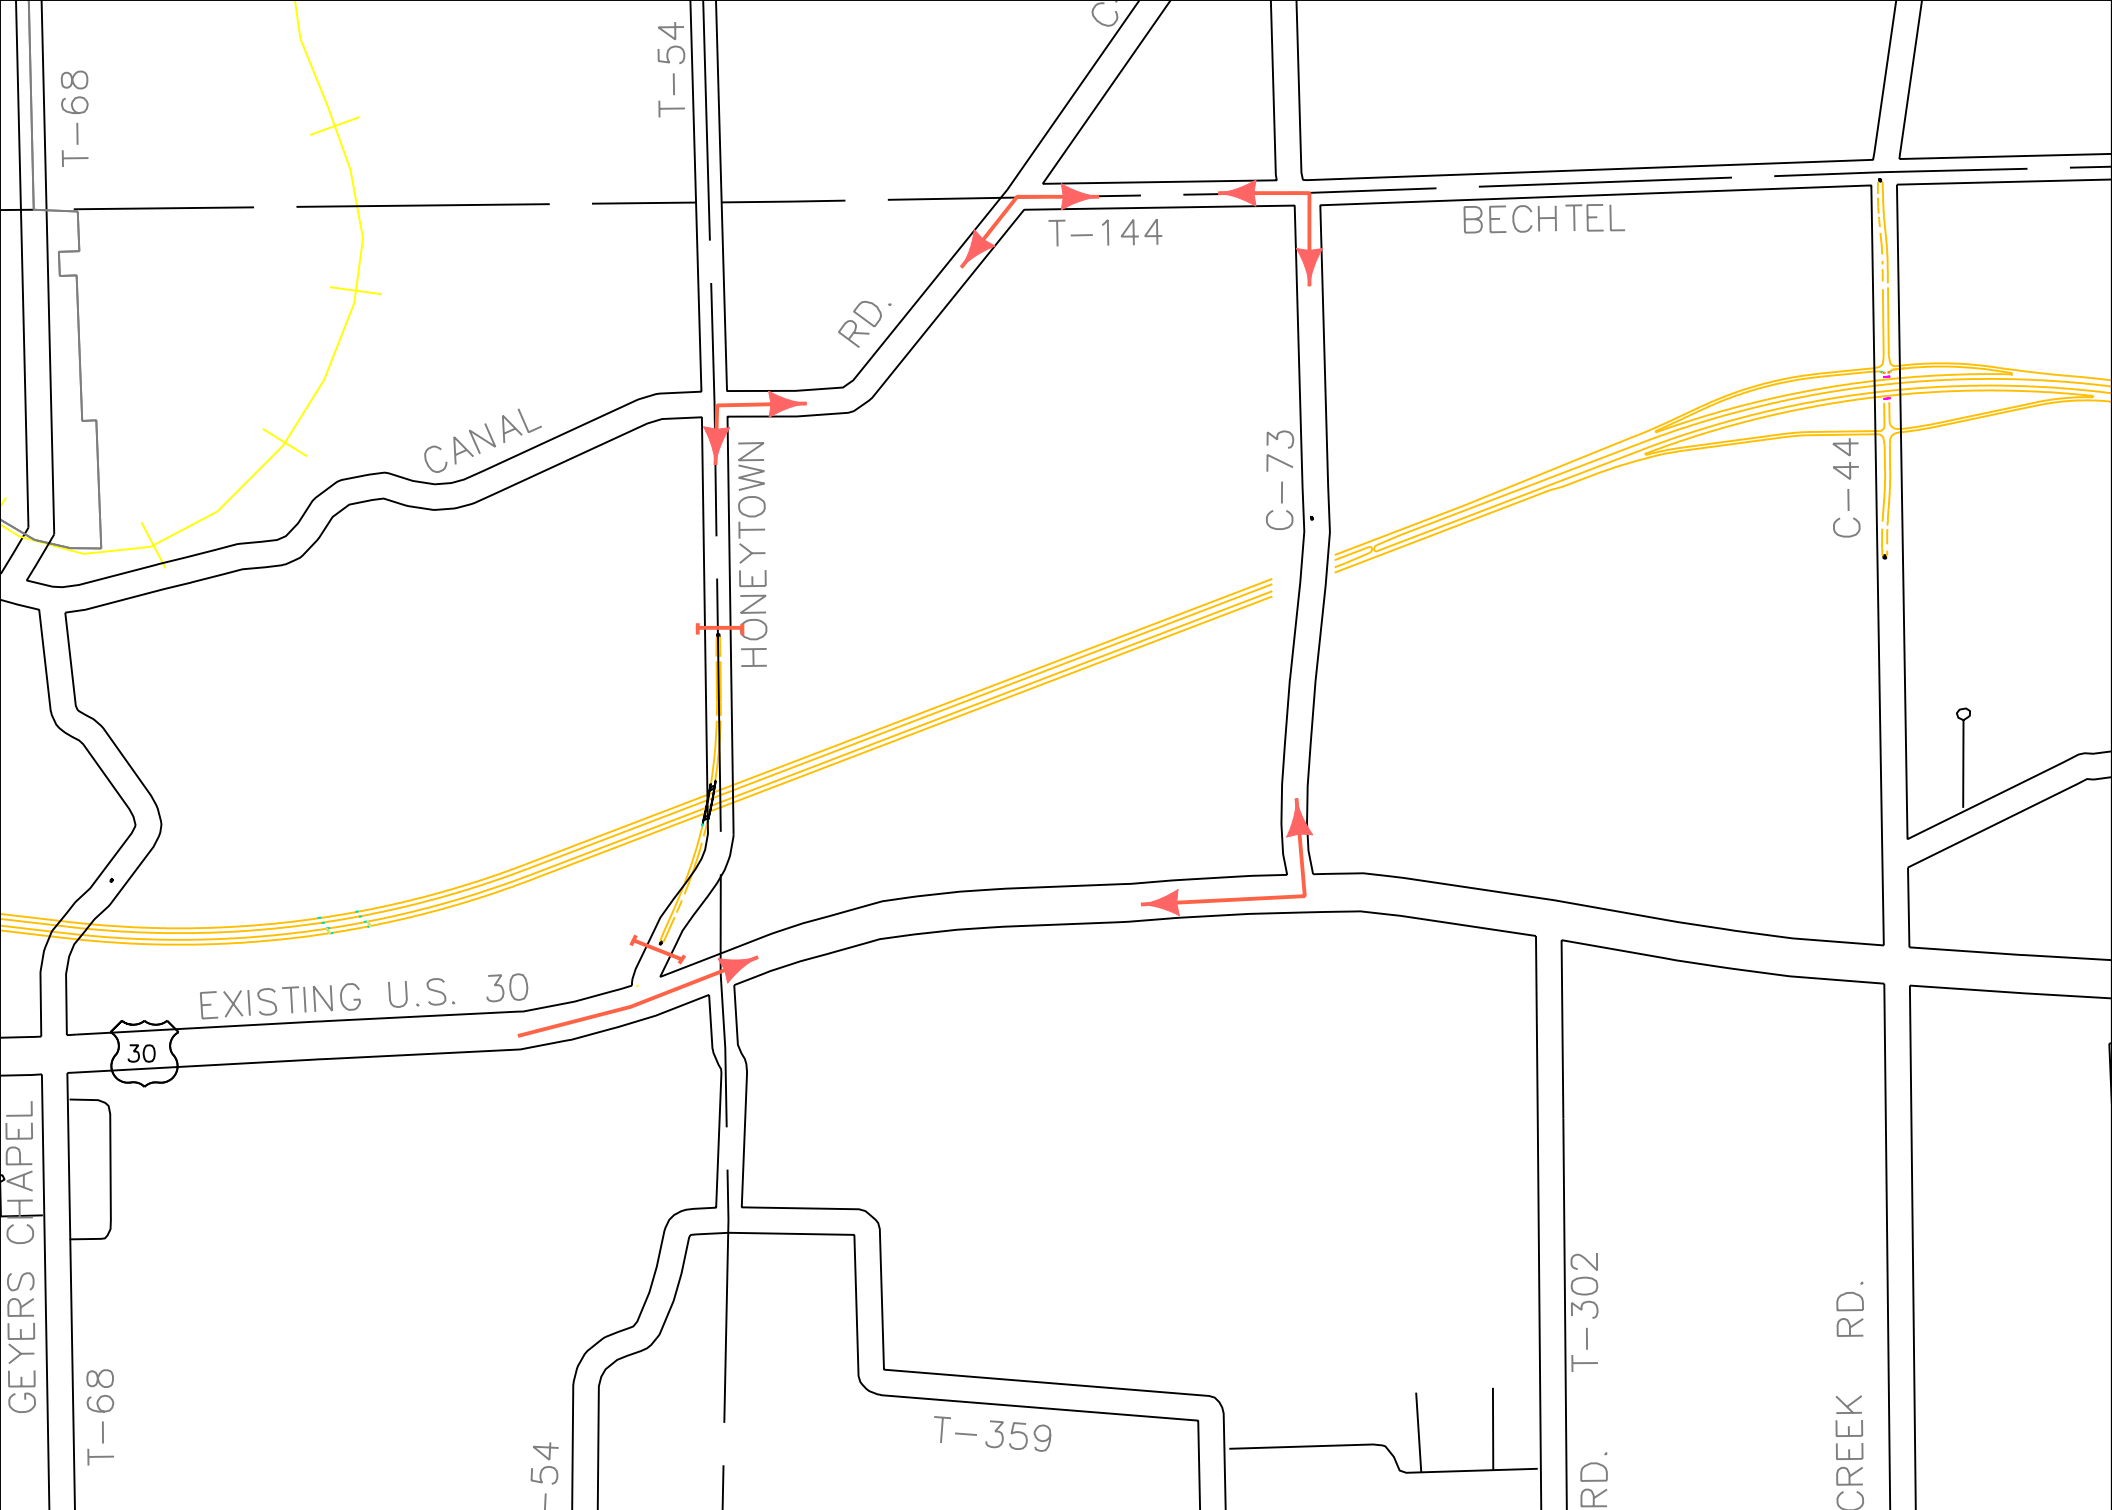 T-68
T-54
C
T-144
BECHTEL
RD.
CANAL
HONEYTOWN
C-73
C-44
EXISTING U.S. 30
30
GEYERS CHAPEL
T-68
-54
T-359
T-302
RD.
CREEK RD.